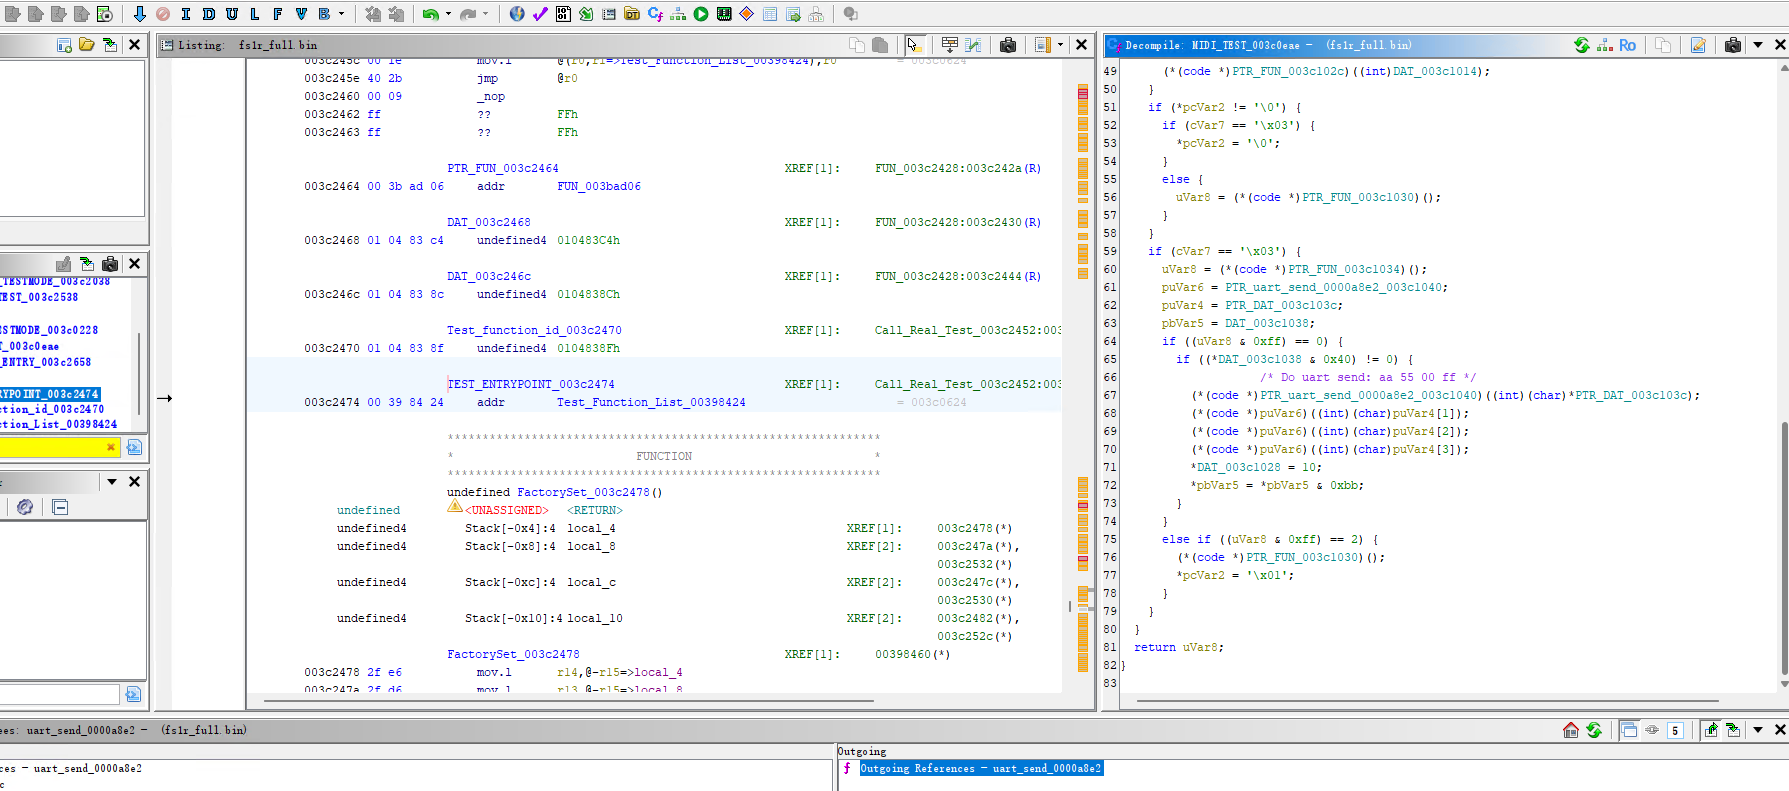 I D U L F V B
Listing: fs1r_full.bin
003c245c 00 1e mov.l @(r0,r1=>Test_Function_List_00398424),r0 = 003c0624
003c245e 40 2b jmp @r0
003c2460 00 09 _nop
003c2462 ff ?? FFh
003c2463 ff ?? FFh
PTR_FUN_003c2464 XREF[1]: FUN_003c2428:003c242a(R)
003c2464 00 3b ad 06 addr FUN_003bad06
DAT_003c2468 XREF[1]: FUN_003c2428:003c2430(R)
003c2468 01 04 83 c4 undefined4 010483C4h
DAT_003c246c XREF[1]: FUN_003c2428:003c2444(R)
003c246c 01 04 83 8c undefined4 0104838Ch
Test_function_id_003c2470 XREF[1]: Call_Real_Test_003c2452:003
003c2470 01 04 83 8f undefined4 0104838Fh
TEST_ENTRYPOINT_003c2474 XREF[1]: Call_Real_Test_003c2452:003
003c2474 00 39 84 24 addr Test_Function_List_00398424 = 003c0624
**************************************************************
* FUNCTION *
**************************************************************
undefined FactorySet_003c2478()
undefined <UNASSIGNED> <RETURN>
undefined4 Stack[-0x4]:4 local_4 XREF[1]: 003c2478(*)
undefined4 Stack[-0x8]:4 local_8 XREF[2]: 003c247a(*),
003c2532(*)
undefined4 Stack[-0xc]:4 local_c XREF[2]: 003c247c(*),
003c2530(*)
undefined4 Stack[-0x10]:4 local_10 XREF[2]: 003c2482(*),
003c252c(*)
FactorySet_003c2478 XREF[1]: 00398460(*)
003c2478 2f e6 mov.l r14,@-r15=>local_4
003c247a 2f d6 mov.l r13,@-r15=>local_8
_TESTMODE_003c2038
TEST_003c2538
ESTMODE_003c0228
T_003c0eae
_ENTRY_003c2658
RYPOINT_003c2474
ction_id_003c2470
ction_List_00398424
Decompile: MIDI_TEST_003c0eae - (fs1r_full.bin)
Ro
49 (*(code *)PTR_FUN_003c102c)((int)DAT_003c1014);
50 }
51 if (*pcVar2 != '\0') {
52 if (cVar7 == '\x03') {
53 *pcVar2 = '\0';
54 }
55 else {
56 uVar8 = (*(code *)PTR_FUN_003c1030)();
57 }
58 }
59 if (cVar7 == '\x03') {
60 uVar8 = (*(code *)PTR_FUN_003c1034)();
61 puVar6 = PTR_uart_send_0000a8e2_003c1040;
62 puVar4 = PTR_DAT_003c103c;
63 pbVar5 = DAT_003c1038;
64 if ((uVar8 & 0xff) == 0) {
65 if ((*DAT_003c1038 & 0x40) != 0) {
66 /* Do uart send: aa 55 00 ff */
67 (*(code *)PTR_uart_send_0000a8e2_003c1040)((int)(char)*PTR_DAT_003c103c);
68 (*(code *)puVar6)((int)(char)puVar4[1]);
69 (*(code *)puVar6)((int)(char)puVar4[2]);
70 (*(code *)puVar6)((int)(char)puVar4[3]);
71 *DAT_003c1028 = 10;
72 *pbVar5 = *pbVar5 & 0xbb;
73 }
74 }
75 else if ((uVar8 & 0xff) == 2) {
76 (*(code *)PTR_FUN_003c1030)();
77 *pcVar2 = '\x01';
78 }
79 }
80 }
81 return uVar8;
82 }
83
ees: uart_send_0000a8e2 - (fs1r_full.bin)
5
ces - uart_send_0000a8e2
c
Outgoing
f Outgoing References - uart_send_0000a8e2